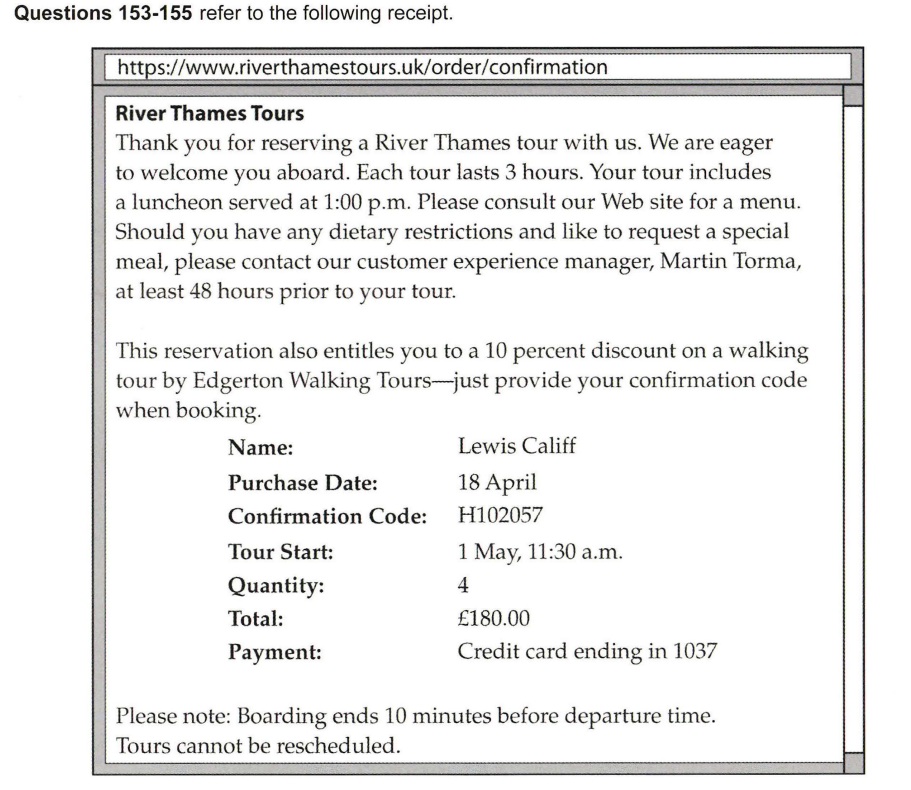 Questions 153-155 refer to the following receipt.
https://www.riverthamestours.uk/order/confirmation
River Thames Tours
Thank you for reserving a River Thames tour with us. We are eager
to welcome you aboard. Each tour lasts 3 hours. Your tour includes
a luncheon served at 1:00 p.m. Please consult our Web site for a menu.
Should you have any dietary restrictions and like to request a special
meal, please contact our customer experience manager, Martin Torma,
at least 48 hours prior to your tour.
This reservation also entitles you to a 10 percent discount on a walking
tour by Edgerton Walking Tours—just provide your confirmation code
when booking.
Name: Lewis Califf
Purchase Date: 18 April
Confirmation Code: H102057
Tour Start: 1 May, 11:30 a.m.
Quantity: 4
Total: £180.00
Payment: Credit card ending in 1037
Please note: Boarding ends 10 minutes before departure time.
Tours cannot be rescheduled.